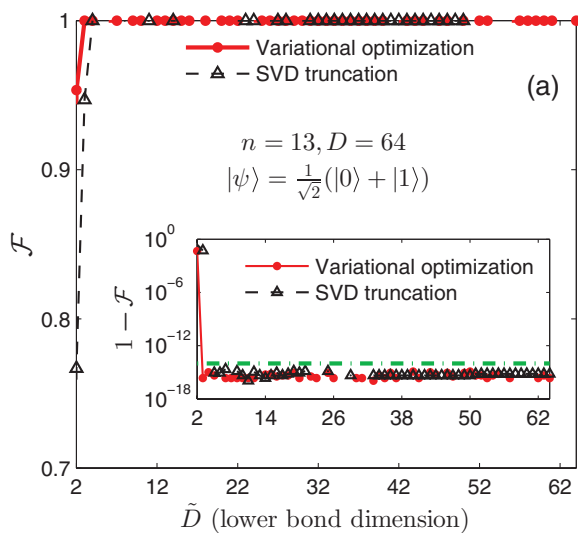 1
0.9
0.8
0.7
F
Variational optimization
SVD truncation
(a)
n = 13, D = 64
|ψ⟩ = 1/√2(|0⟩ + |1⟩)
10^0
10^-6
10^-12
10^-18
1 − F
Variational optimization
SVD truncation
2 14 26 38 50 62
2 12 22 32 42 52 62
D̃ (lower bond dimension)